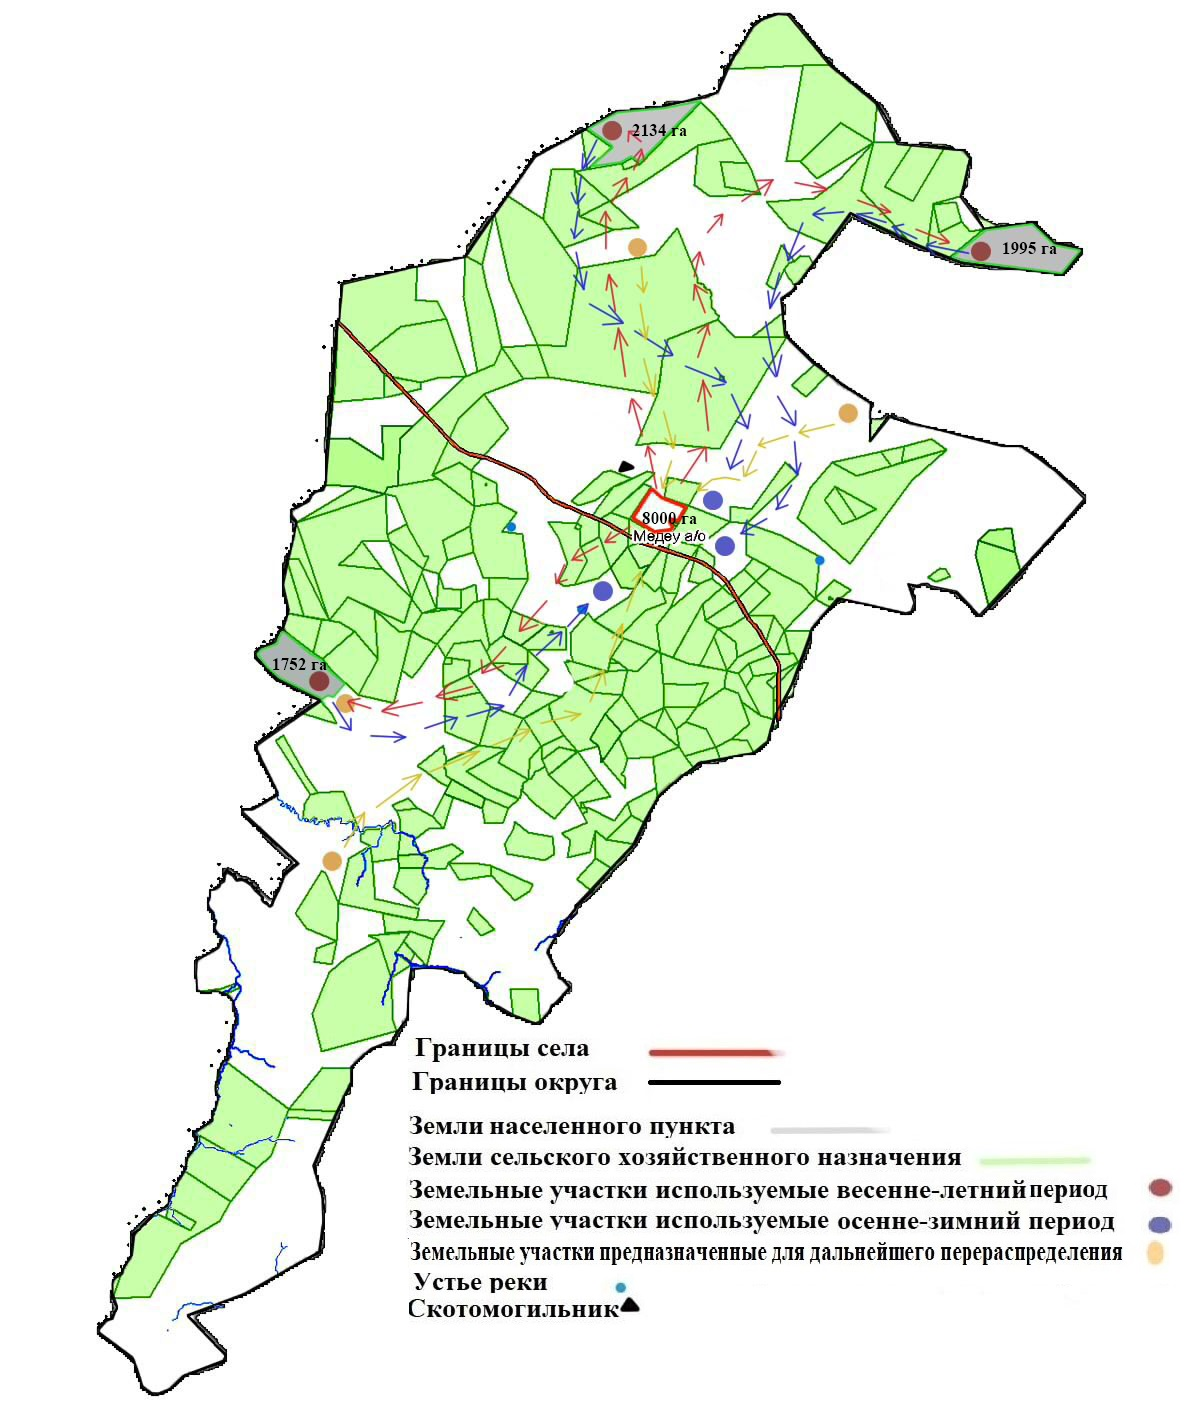 2134 га
1995 га
8000 га
Медеу а/о
1752 га
Границы села
Границы округа
Земли населенного пункта
Земли сельского хозяйственного назначения
Земельные участки используемые весенне-летний период
Земельные участки используемые осенне-зимний период
Земельные участки предназначенные для дальнейшего перераспределения
Устье реки
Скотомогильник